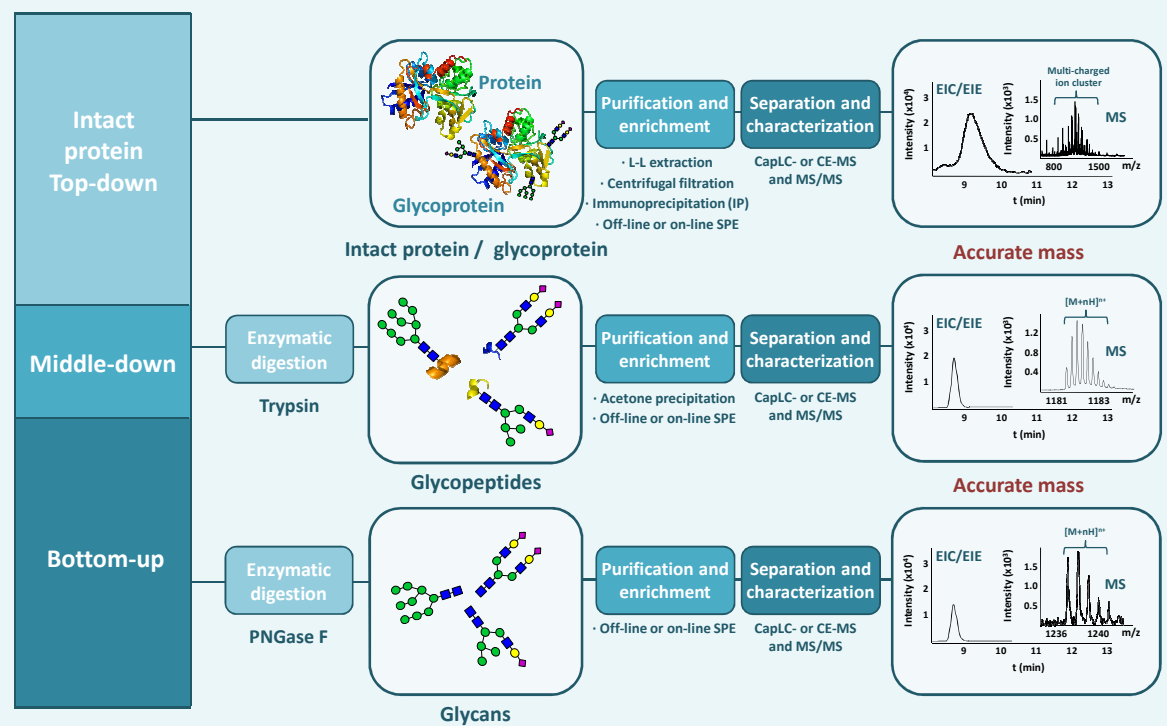 Intact
protein
Top-down
Protein
Glycoprotein
Intact protein / glycoprotein
Purification and
enrichment
· L-L extraction
· Centrifugal filtration
· Immunoprecipitation (IP)
· Off-line or on-line SPE
Separation and
characterization
CapLC- or CE-MS
and MS/MS
EIC/EIE
Intensity (x10⁴)
3
2
1
9 10 11 12 13
t (min)
Multi-charged
ion cluster
MS
Intensity (x10³)
1.5
1.0
0.5
800 1500 m/z
Accurate mass
Middle-down
Enzymatic
digestion
Trypsin
Glycopeptides
Purification and
enrichment
· Acetone precipitation
· Off-line or on-line SPE
Separation and
characterization
CapLC- or CE-MS
and MS/MS
EIC/EIE
Intensity (x10⁴)
3
2
1
9 10 11 12 13
t (min)
[M+nH]ⁿ⁺
MS
Intensity (x10³)
1.2
0.8
0.4
1181 1183 m/z
Accurate mass
Bottom-up
Enzymatic
digestion
PNGase F
Glycans
Purification and
enrichment
· Off-line or on-line SPE
Separation and
characterization
CapLC- or CE-MS
and MS/MS
EIC/EIE
Intensity (x10⁴)
3
2
1
9 10 11 12 13
t (min)
[M+nH]ⁿ⁺
MS
Intensity (x10³)
1.5
1.0
0.5
1236 1240 m/z